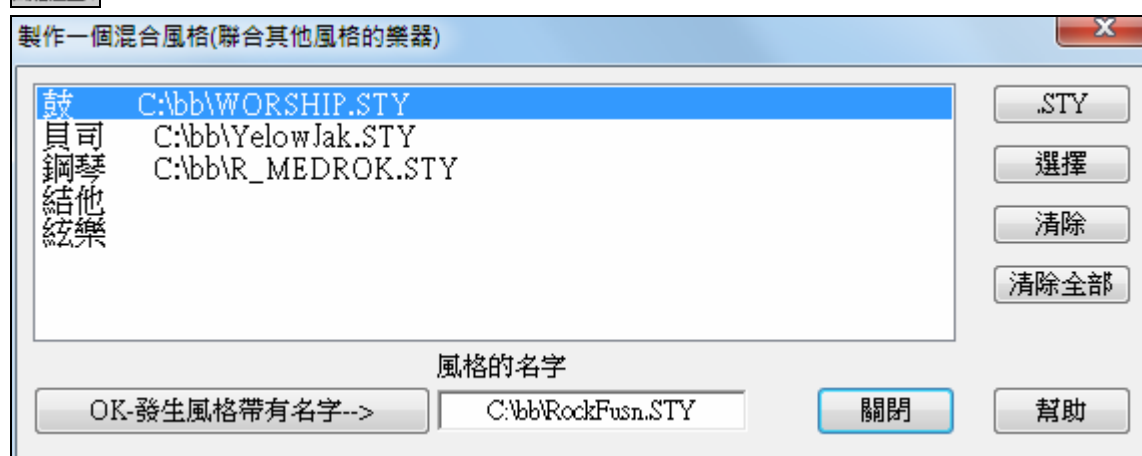 製作一個混合風格(聯合其他風格的樂器)
鼓 C:\bb\WORSHIP.STY
貝司 C:\bb\YelowJak.STY
鋼琴 C:\bb\R_MEDROK.STY
結他
絃樂
.STY
選擇
清除
清除全部
風格的名字
OK-發生風格帶有名字-->
C:\bb\RockFusn.STY
關閉
幫助